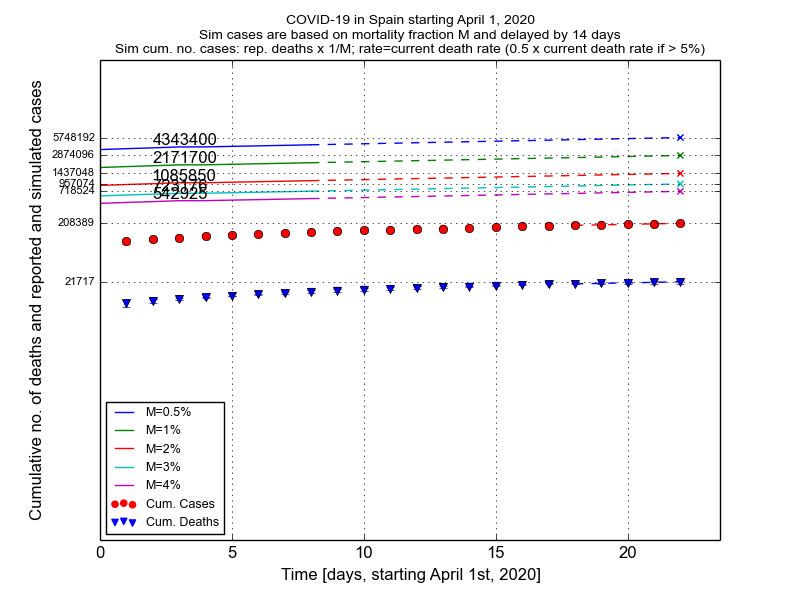 COVID-19 in Spain starting April 1, 2020
Sim cases are based on mortality fraction M and delayed by 14 days
Sim cum. no. cases: rep. deaths x 1/M; rate=current death rate (0.5 x current death rate if > 5%)
Cumulative no. of deaths and reported and simulated cases
5748192
2874096
1437048
957074
718524
208389
21717
4343400
2171700
1085850
542925
M=0.5%
M=1%
M=2%
M=3%
M=4%
Cum. Cases
Cum. Deaths
0
5
10
15
20
Time [days, starting April 1st, 2020]